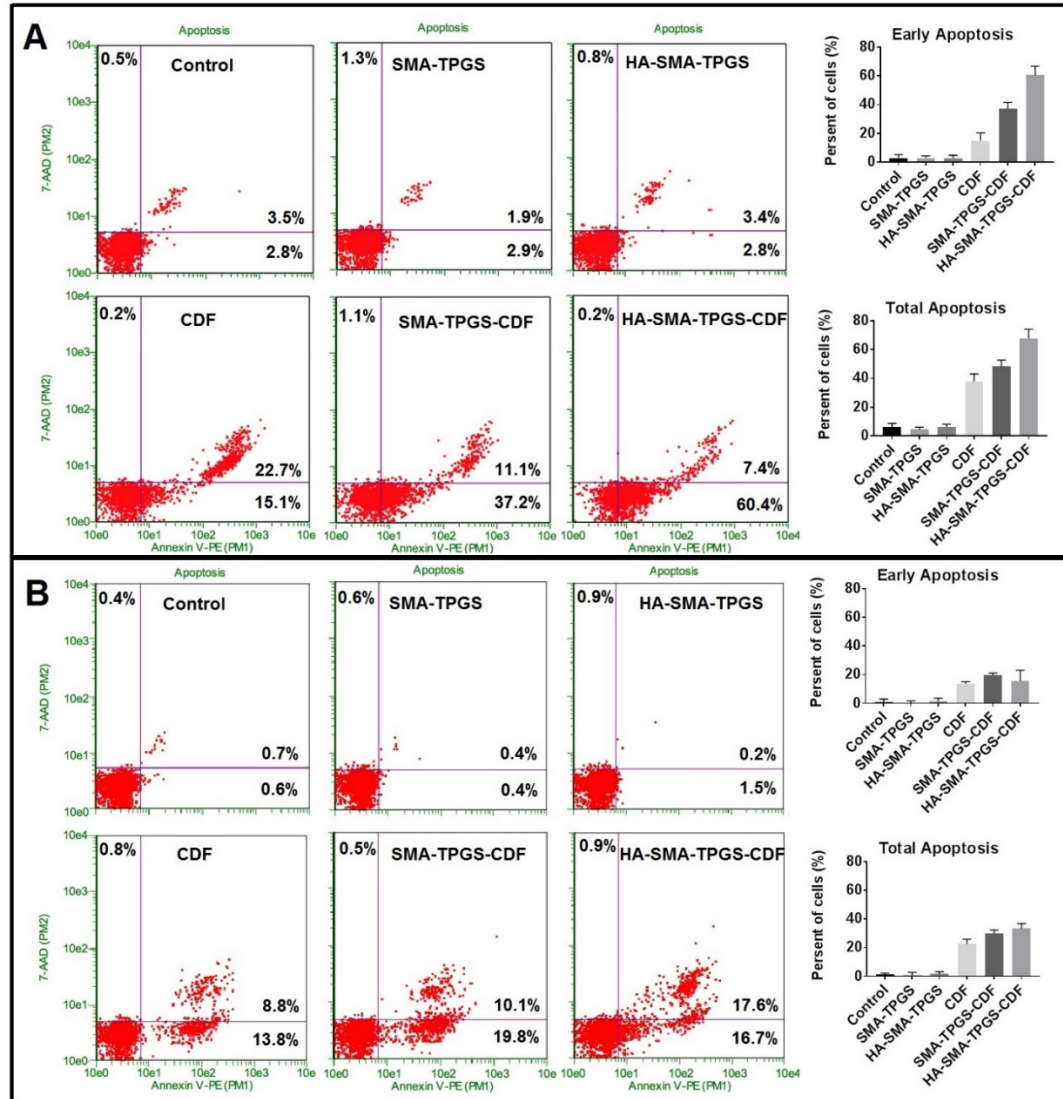 A
Apoptosis
Apoptosis
Apoptosis
10e4
10e3
10e2
10e1
10e0
7-AAD (PM2)
0.5%
Control
3.5%
2.8%
1.3%
SMA-TPGS
1.9%
2.9%
0.8%
HA-SMA-TPGS
3.4%
2.8%
Early Apoptosis
Persent of cells (%)
80
60
40
20
0
Control
SMA-TPGS
HA-SMA-TPGS
CDF
SMA-TPGS-CDF
HA-SMA-TPGS-CDF
10e4
10e3
10e2
10e1
10e0
7-AAD (PM2)
0.2%
CDF
22.7%
15.1%
1.1%
SMA-TPGS-CDF
11.1%
37.2%
0.2%
HA-SMA-TPGS-CDF
7.4%
60.4%
10e0 10e1 10e2 10e3 10e
Annexin V-PE (PM1)
10e0 10e1 10e2 10e3 10e
Annexin V-PE (PM1)
10e0 10e1 10e2 10e3 10e4
Annexin V-PE (PM1)
Total Apoptosis
Persent of cells (%)
80
60
40
20
0
Control
SMA-TPGS
HA-SMA-TPGS
CDF
SMA-TPGS-CDF
HA-SMA-TPGS-CDF
B
Apoptosis
Apoptosis
Apoptosis
10e4
10e3
10e2
10e1
10e0
7-AAD (PM2)
0.4%
Control
0.7%
0.6%
0.6%
SMA-TPGS
0.4%
0.4%
0.9%
HA-SMA-TPGS
0.2%
1.5%
Early Apoptosis
Persent of cells (%)
80
60
40
20
0
Control
SMA-TPGS
HA-SMA-TPGS
CDF
SMA-TPGS-CDF
HA-SMA-TPGS-CDF
10e4
10e3
10e2
10e1
10e0
7-AAD (PM2)
0.8%
CDF
8.8%
13.8%
0.5%
SMA-TPGS-CDF
10.1%
19.8%
0.9%
HA-SMA-TPGS-CDF
17.6%
16.7%
10e0 10e1 10e2 10e3 10e
Annexin V-PE (PM1)
10e0 10e1 10e2 10e3 10e
Annexin V-PE (PM1)
10e0 10e1 10e2 10e3 10e4
Annexin V-PE (PM1)
Total Apoptosis
Persent of cells (%)
80
60
40
20
0
Control
SMA-TPGS
HA-SMA-TPGS
CDF
SMA-TPGS-CDF
HA-SMA-TPGS-CDF